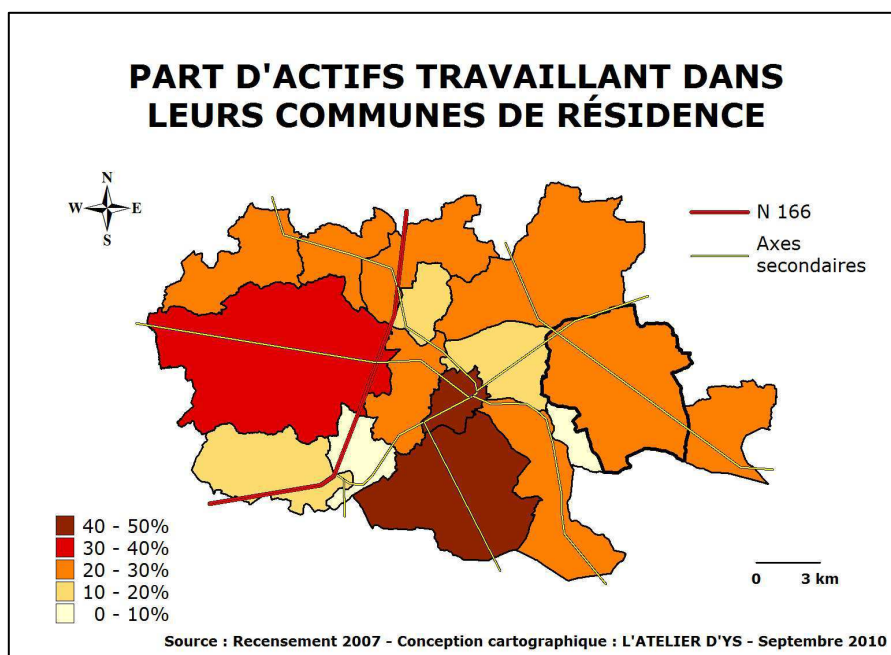 PART D'ACTIFS TRAVAILLANT DANS
LEURS COMMUNES DE RÉSIDENCE
N
W E
S
N 166
Axes
secondaires
40 - 50%
30 - 40%
20 - 30%
10 - 20%
0 - 10%
0 3 km
Source : Recensement 2007 - Conception cartographique : L'ATELIER D'YS - Septembre 2010